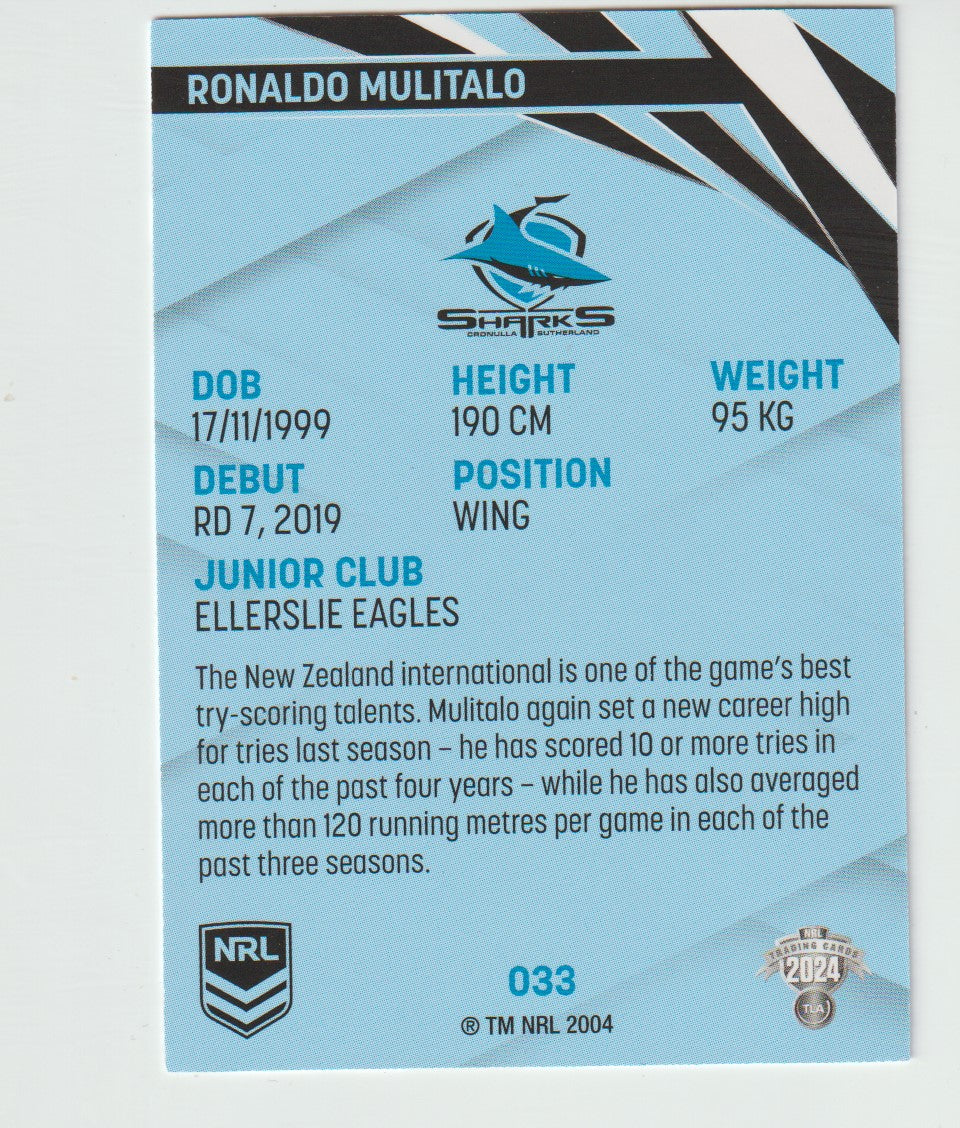 RONALDO MULITALO
SHARKS
CRONULLA SUTHERLAND
DOB HEIGHT WEIGHT
17/11/1999 190 CM 95 KG
DEBUT POSITION
RD 7, 2019 WING
JUNIOR CLUB
ELLERSLIE EAGLES
The New Zealand international is one of the game's best
try-scoring talents. Mulitalo again set a new career high
for tries last season – he has scored 10 or more tries in
each of the past four years – while he has also averaged
more than 120 running metres per game in each of the
past three seasons.
NRL
033
® TM NRL 2004
NRL
TRADING CARDS
2024
TLA